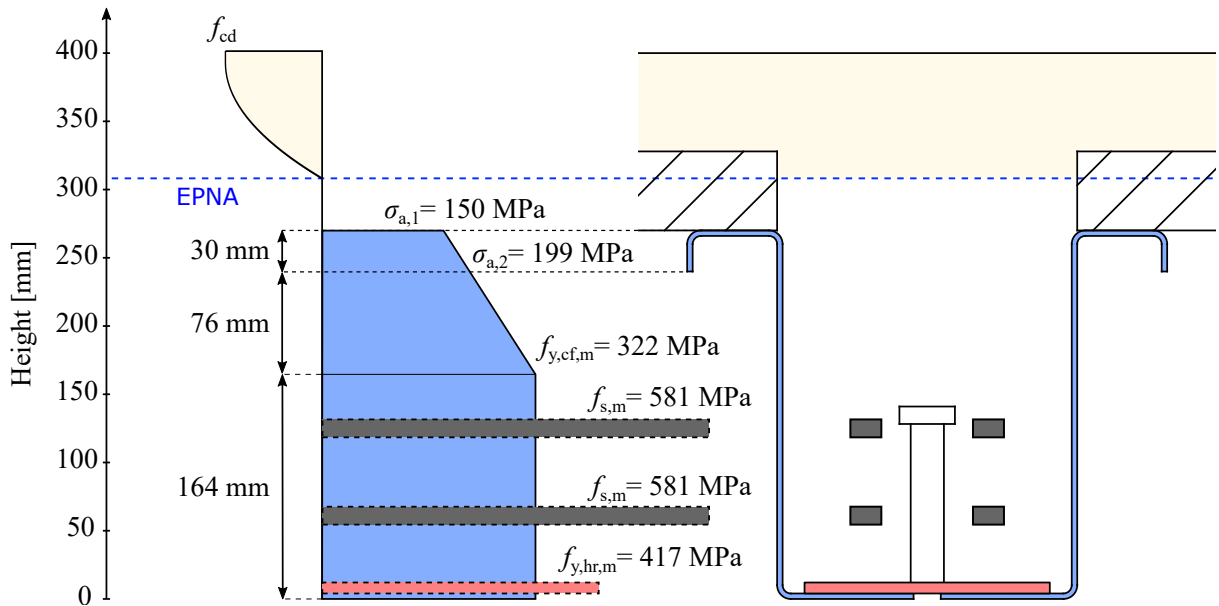 f_cd
400
350
300
EPNA
σ_a,1= 150 MPa
30 mm
250
σ_a,2= 199 MPa
76 mm
200
f_y,cf,m= 322 MPa
150
f_s,m= 581 MPa
100
164 mm
f_s,m= 581 MPa
50
f_y,hr,m= 417 MPa
0
Height [mm]